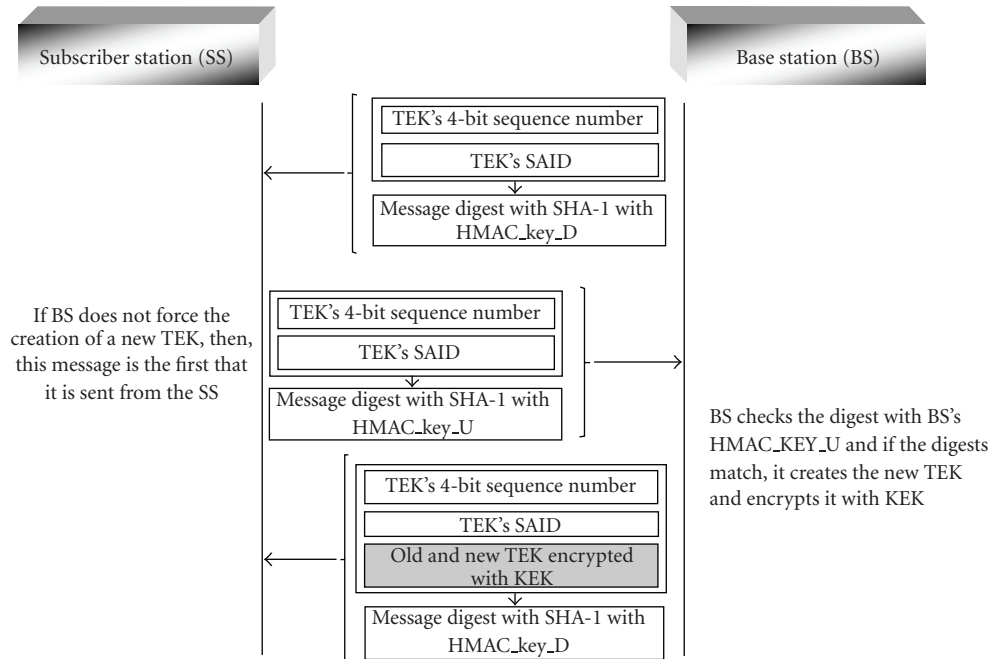 Subscriber station (SS)
Base station (BS)
TEK's 4-bit sequence number
TEK's SAID
Message digest with SHA-1 with
HMAC_key_D
If BS does not force the
creation of a new TEK, then,
this message is the first that
it is sent from the SS
TEK's 4-bit sequence number
TEK's SAID
Message digest with SHA-1 with
HMAC_key_U
BS checks the digest with BS's
HMAC_KEY_U and if the digests
match, it creates the new TEK
and encrypts it with KEK
TEK's 4-bit sequence number
TEK's SAID
Old and new TEK encrypted
with KEK
Message digest with SHA-1 with
HMAC_key_D